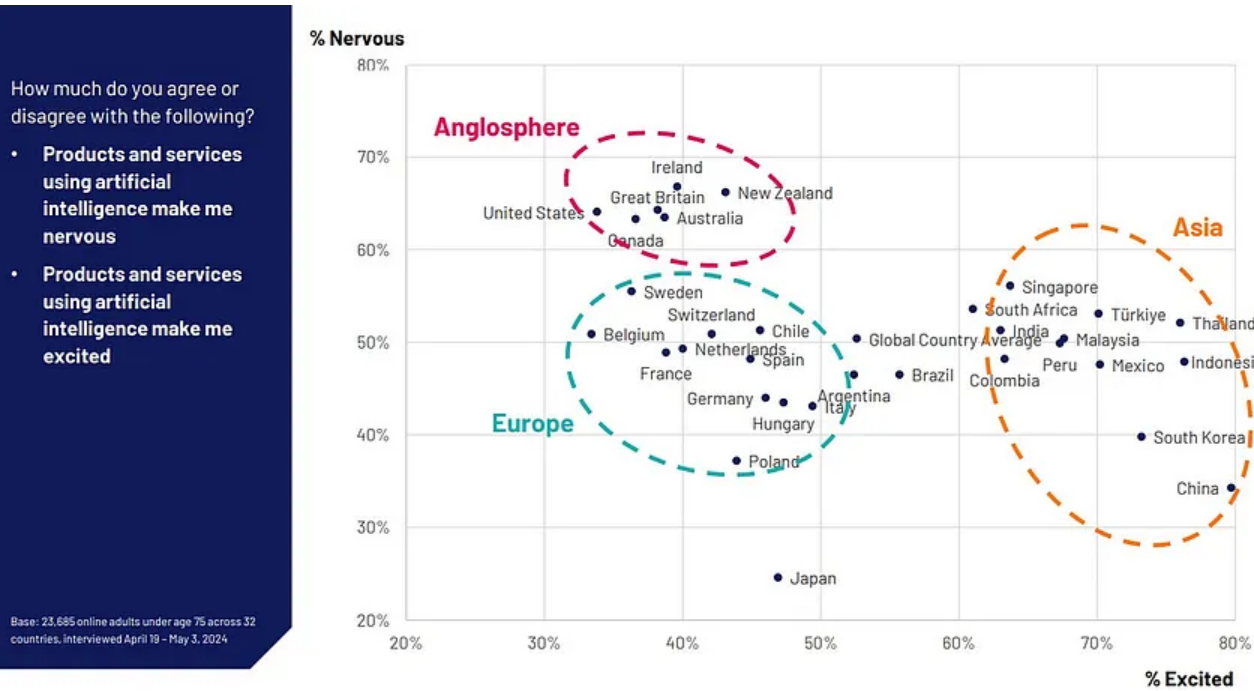 How much do you agree or
disagree with the following?
• Products and services
using artificial
intelligence make me
nervous
• Products and services
using artificial
intelligence make me
excited
Base: 23,685 online adults under age 75 across 32
countries, interviewed April 19 – May 3, 2024
% Nervous
80%
70%
60%
50%
40%
30%
20%
Anglosphere
Ireland
New Zealand
Great Britain
United States
Australia
Canada
Asia
Sweden
Singapore
Switzerland
South Africa
Türkiye
Belgium
Chile
India
Thailand
Global Country Average
Malaysia
Netherlands
Spain
France
Peru
Mexico
Indonesi
Colombia
Brazil
Germany
Argentina
Italy
Hungary
Europe
South Korea
Poland
China
Japan
20%
30%
40%
50%
60%
70%
80%
% Excited